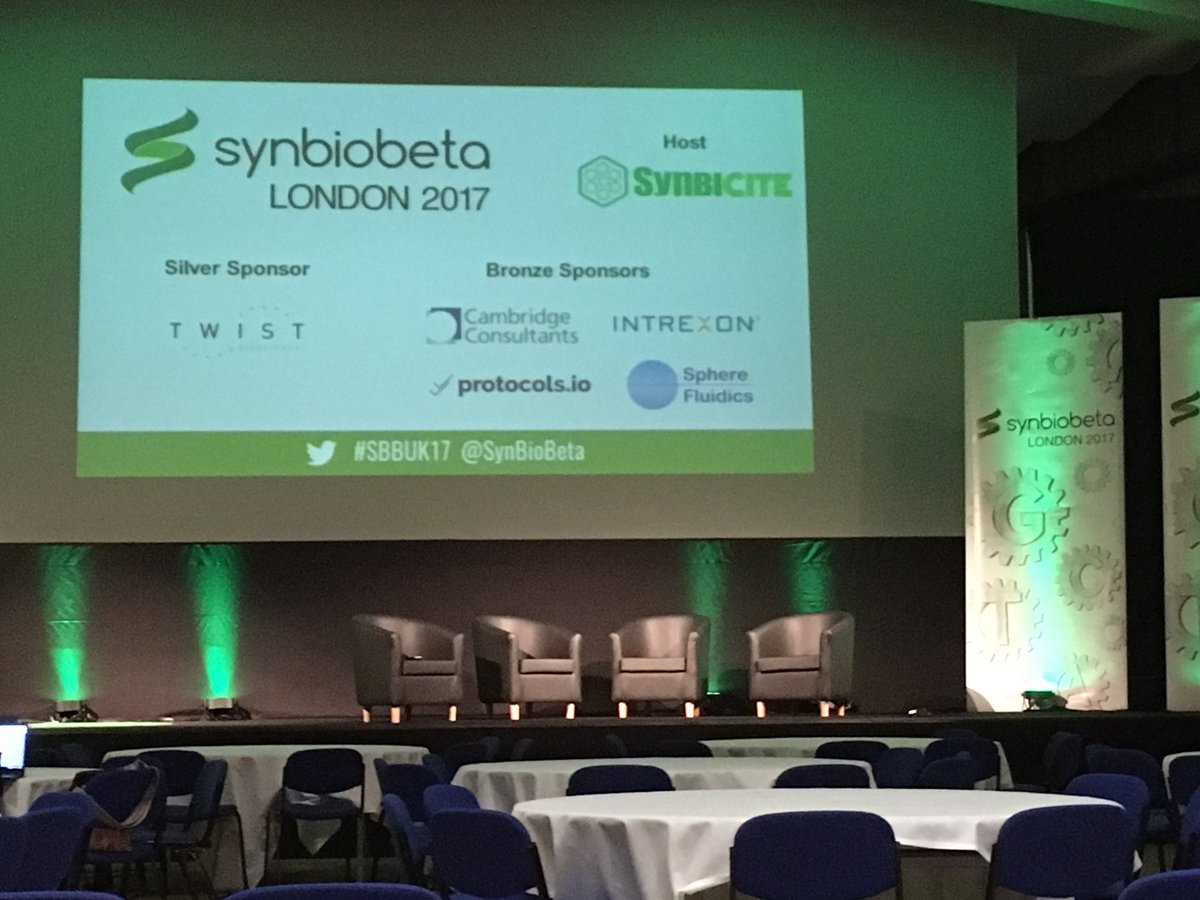 synbiobeta
LONDON 2017
Host
SYNBICITE
Silver Sponsor
TWIST
Bronze Sponsors
Cambridge
Consultants
INTREXON
protocols.io
Sphere
Fluidics
#SBBUK17 @SynBioBeta
synbiobeta
LONDON 2017
G
C
T